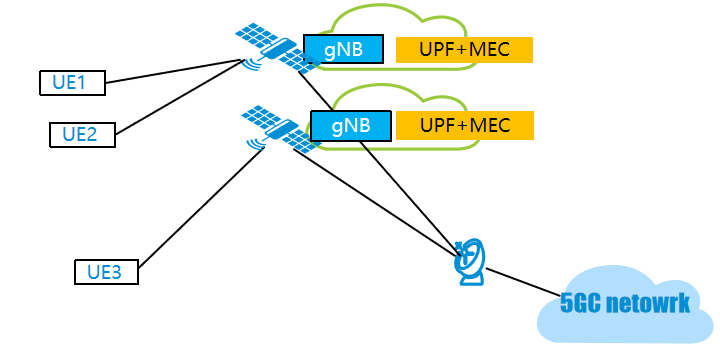 gNB
UPF+MEC
UE1
gNB
UPF+MEC
UE2
UE3
5GC netowrk